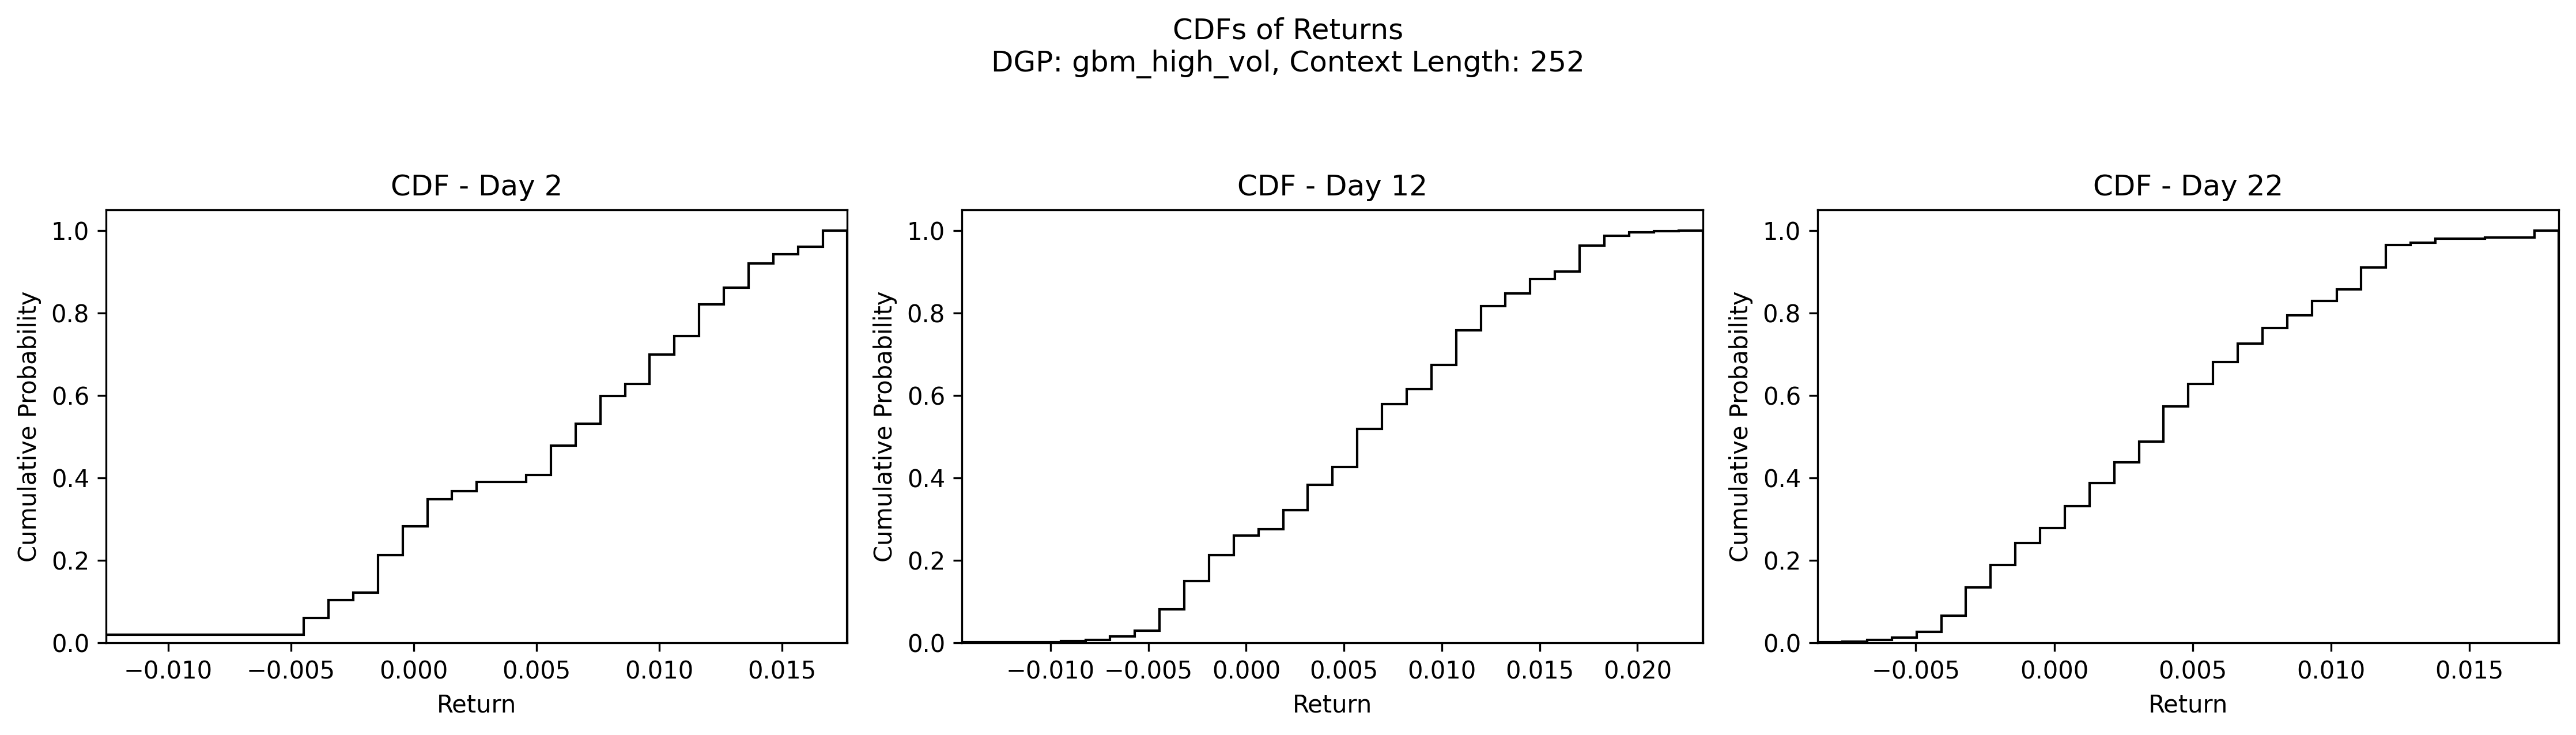 CDFs of Returns
DGP: gbm_high_vol, Context Length: 252
CDF - Day 2
1.0
0.8
0.6
0.4
0.2
0.0
Cumulative Probability
−0.010 −0.005 0.000 0.005 0.010 0.015
Return
CDF - Day 12
1.0
0.8
0.6
0.4
0.2
0.0
Cumulative Probability
−0.010 −0.005 0.000 0.005 0.010 0.015 0.020
Return
CDF - Day 22
1.0
0.8
0.6
0.4
0.2
0.0
Cumulative Probability
−0.005 0.000 0.005 0.010 0.015
Return